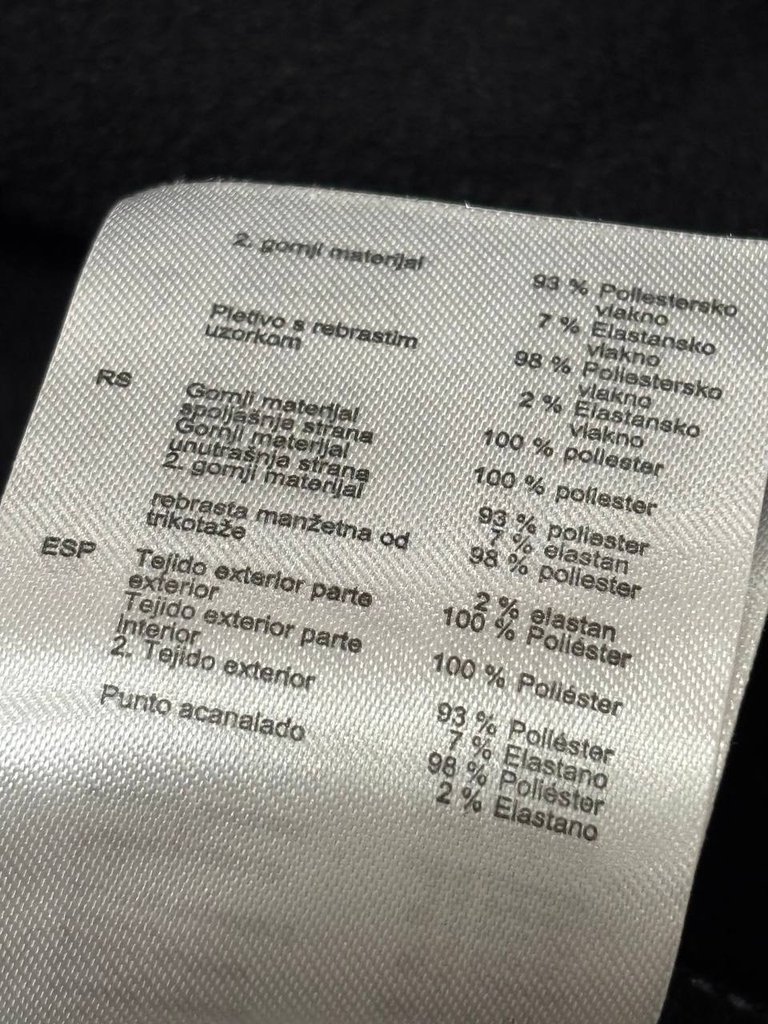 2. gornji materijal
93 % Poliestersko
vlakno
7 % Elastansko
vlakno
Pletivo s rebrastim
uzorkom
98 % Poliestersko
vlakno
2 % Elastansko
vlakno
RS
Gornji materijal
spoljašnja strana
100 % poliester
Gornji materijal
unutrašnja strana
100 % poliester
2. gornji materijal
93 % poliester
7 % elastan
rebrasta manžetna od
trikotaže
98 % poliester
2 % elastan
ESP
Tejido exterior parte
exterior
100 % Poliéster
Tejido exterior parte
interior
100 % Poliéster
2. Tejido exterior
93 % Poliéster
7 % Elastano
Punto acanalado
98 % Poliéster
2 % Elastano